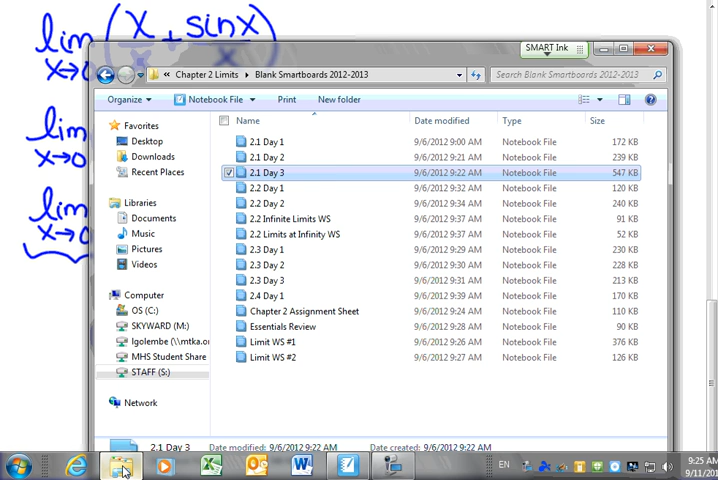 lim (x/x + sinx/x)
x→0
lim
x→0
lim
x→0
SMART Ink
« Chapter 2 Limits ▸ Blank Smartboards 2012-2013
Search Blank Smartboards 2012-2013
Organize Notebook File Print New folder
Name Date modified Type Size
Favorites
Desktop
Downloads
Recent Places
Libraries
Documents
Music
Pictures
Videos
Computer
OS (C:)
SKYWARD (M:)
lgolembe (\\mtka.or
MHS Student Share
STAFF (S:)
Network
2.1 Day 1 9/6/2012 9:00 AM Notebook File 172 KB
2.1 Day 2 9/6/2012 9:21 AM Notebook File 239 KB
2.1 Day 3 9/6/2012 9:22 AM Notebook File 547 KB
2.2 Day 1 9/6/2012 9:32 AM Notebook File 120 KB
2.2 Day 2 9/6/2012 9:34 AM Notebook File 240 KB
2.2 Infinite Limits WS 9/6/2012 9:37 AM Notebook File 91 KB
2.2 Limits at Infinity WS 9/6/2012 9:37 AM Notebook File 52 KB
2.3 Day 1 9/6/2012 9:29 AM Notebook File 230 KB
2.3 Day 2 9/6/2012 9:30 AM Notebook File 228 KB
2.3 Day 3 9/6/2012 9:31 AM Notebook File 213 KB
2.4 Day 1 9/6/2012 9:39 AM Notebook File 170 KB
Chapter 2 Assignment Sheet 9/6/2012 9:24 AM Notebook File 110 KB
Essentials Review 9/6/2012 9:28 AM Notebook File 90 KB
Limit WS #1 9/6/2012 9:26 AM Notebook File 376 KB
Limit WS #2 9/6/2012 9:27 AM Notebook File 126 KB
2.1 Day 3 Date modified: 9/6/2012 9:22 AM Date created: 9/6/2012 9:22 AM
EN
9:25 AM
9/11/20